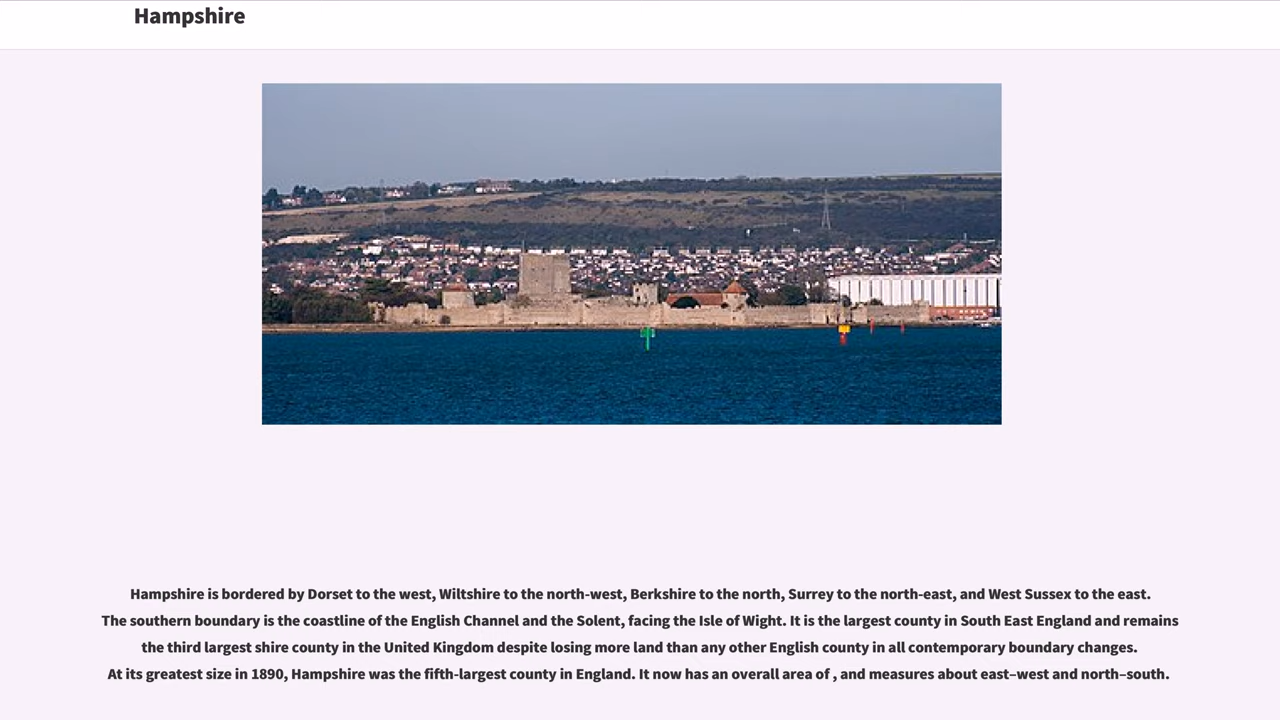 Hampshire
Hampshire is bordered by Dorset to the west, Wiltshire to the north-west, Berkshire to the north, Surrey to the north-east, and West Sussex to the east.
The southern boundary is the coastline of the English Channel and the Solent, facing the Isle of Wight. It is the largest county in South East England and remains
the third largest shire county in the United Kingdom despite losing more land than any other English county in all contemporary boundary changes.
At its greatest size in 1890, Hampshire was the fifth-largest county in England. It now has an overall area of , and measures about east–west and north–south.